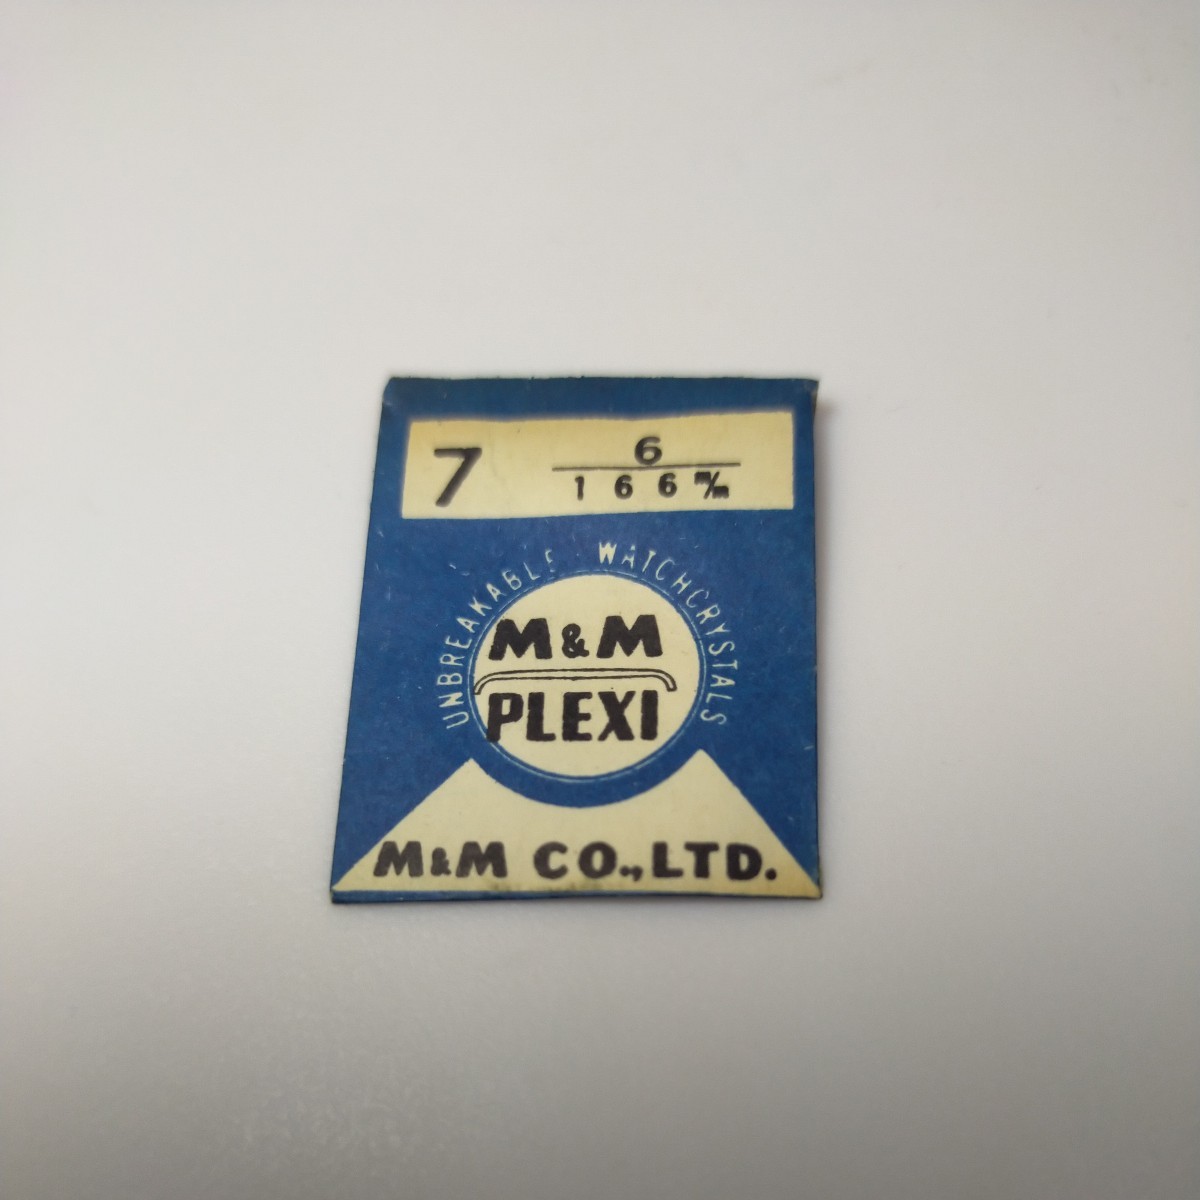 7 6
166 m/m
UNBREAKABLE WATCHCRYSTALS
M&M
PLEXI
M&M CO., LTD.